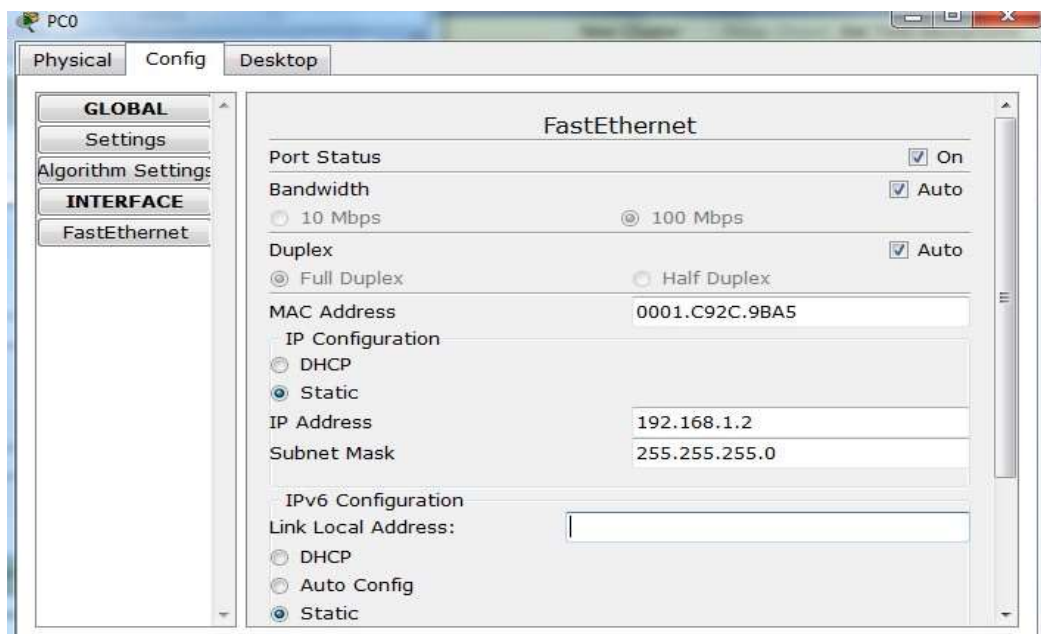 PC0
Physical Config Desktop
GLOBAL
Settings
Algorithm Settings
INTERFACE
FastEthernet
FastEthernet
Port Status On
Bandwidth Auto
10 Mbps 100 Mbps
Duplex Auto
Full Duplex Half Duplex
MAC Address 0001.C92C.9BA5
IP Configuration
DHCP
Static
IP Address 192.168.1.2
Subnet Mask 255.255.255.0
IPv6 Configuration
Link Local Address:
DHCP
Auto Config
Static